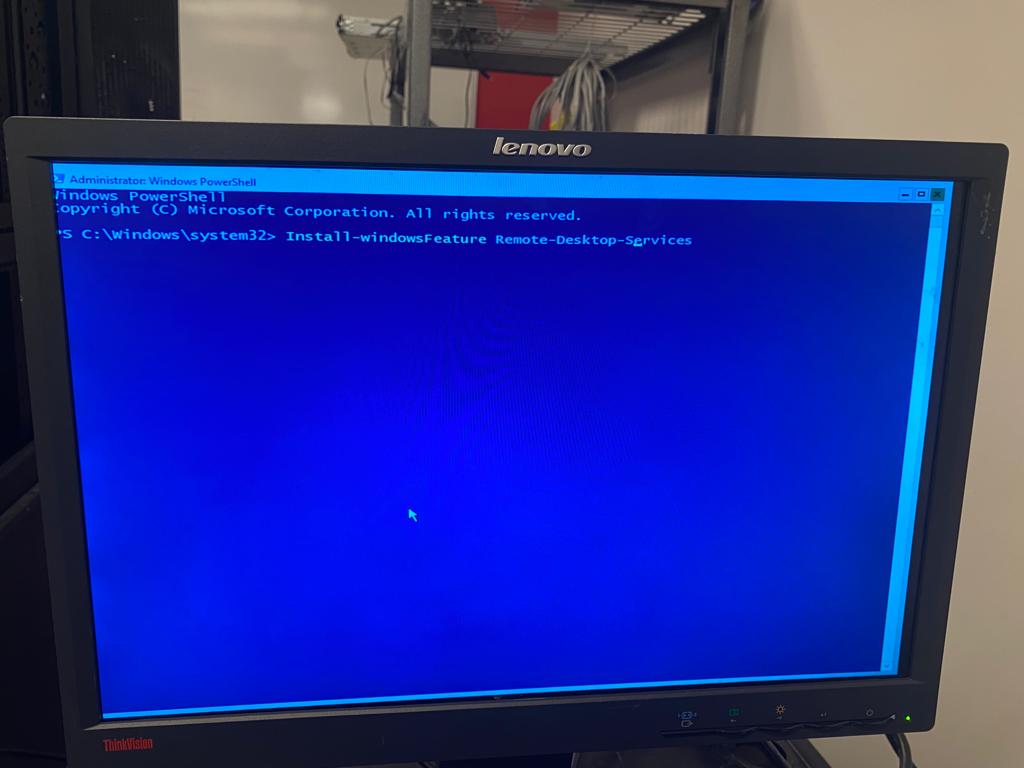 lenovo
Administrator: Windows PowerShell
Windows PowerShell
Copyright (C) Microsoft Corporation. All rights reserved.
PS C:\Windows\system32> Install-windowsFeature Remote-Desktop-Services
ThinkVision